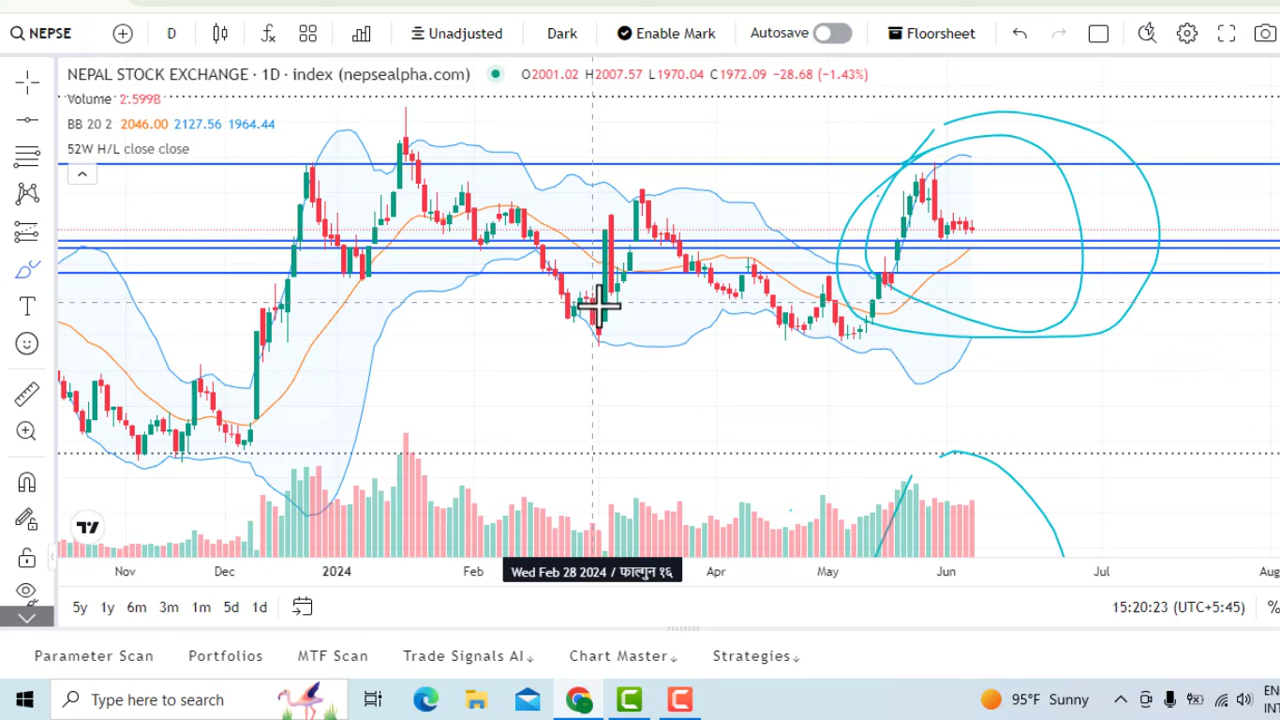 NEPSE D Unadjusted Dark Enable Mark Autosave Floorsheet
NEPAL STOCK EXCHANGE · 1D · index (nepsealpha.com) O2001.02 H2007.57 L1970.04 C1972.09 −28.68 (−1.43%)
Volume 2.599B
BB 20 2 2046.00 2127.56 1964.44
52W H/L close close
Nov Dec 2024 Feb Wed Feb 28 2024 / फाल्गुन १६ Apr May Jun Jul Aug
5y 1y 6m 3m 1m 5d 1d 15:20:23 (UTC+5:45) %
Parameter Scan Portfolios MTF Scan Trade Signals AI Chart Master Strategies
Type here to search 95°F Sunny